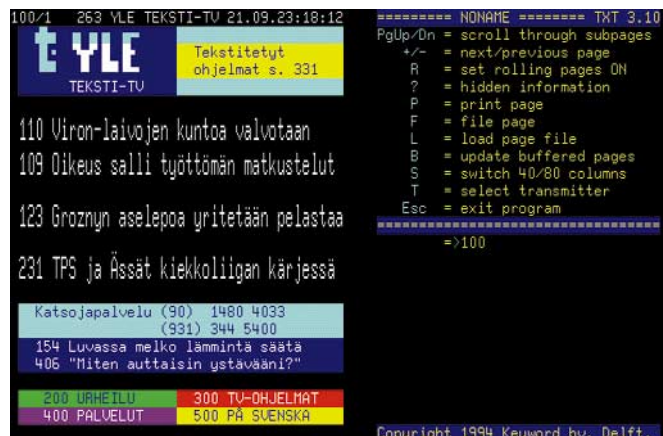 100/1 263 YLE TEKSTI-TV 21.09.23:18:12
t: YLE
TEKSTI-TV
Tekstitetyt
ohjelmat s. 331
110 Viron-laivojen kuntoa valvotaan
109 Oikeus salli työttömän matkustelut
123 Groznyn aselepoa yritetään pelastaa
231 TPS ja Ässät kiekkoliigan kärjessä
Katsojapalvelu (90) 1480 4033
(931) 344 5400
154 Luvassa melko lämmintä säätä
406 "Miten auttaisin ystävääni?"
200 URHEILU 300 TV-OHJELMAT
400 PALVELUT 500 PÅ SVENSKA
========= NONAME ======== TXT 3.10
PgUp/Dn = scroll through subpages
+/- = next/previous page
R = set rolling pages ON
? = hidden information
P = print page
F = file page
L = load page file
B = update buffered pages
S = switch 40/80 columns
T = select transmitter
Esc = exit program
==================================
=>100
Copyright 1994 Keyword bv, Delft.